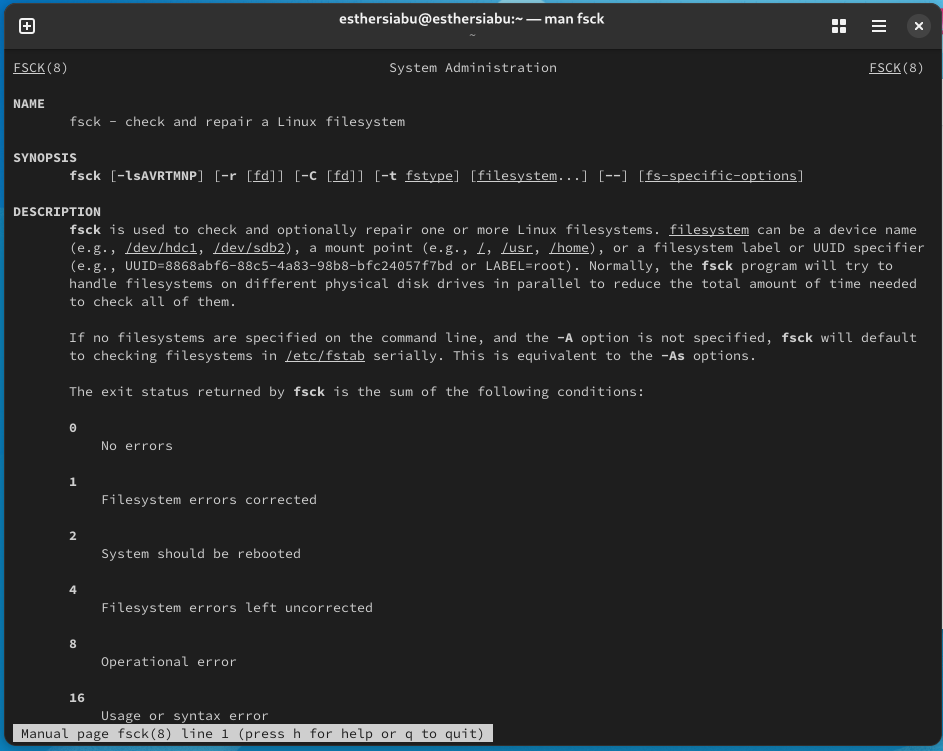 esthersiabu@esthersiabu:~ — man fsck
~
FSCK(8) System Administration FSCK(8)
NAME
fsck - check and repair a Linux filesystem
SYNOPSIS
fsck [-lsAVRTMNP] [-r [fd]] [-C [fd]] [-t fstype] [filesystem...] [--] [fs-specific-options]
DESCRIPTION
fsck is used to check and optionally repair one or more Linux filesystems. filesystem can be a device name
(e.g., /dev/hdc1, /dev/sdb2), a mount point (e.g., /, /usr, /home), or a filesystem label or UUID specifier
(e.g., UUID=8868abf6-88c5-4a83-98b8-bfc24057f7bd or LABEL=root). Normally, the fsck program will try to
handle filesystems on different physical disk drives in parallel to reduce the total amount of time needed
to check all of them.
If no filesystems are specified on the command line, and the -A option is not specified, fsck will default
to checking filesystems in /etc/fstab serially. This is equivalent to the -As options.
The exit status returned by fsck is the sum of the following conditions:
0
No errors
1
Filesystem errors corrected
2
System should be rebooted
4
Filesystem errors left uncorrected
8
Operational error
16
Usage or syntax error
Manual page fsck(8) line 1 (press h for help or q to quit)